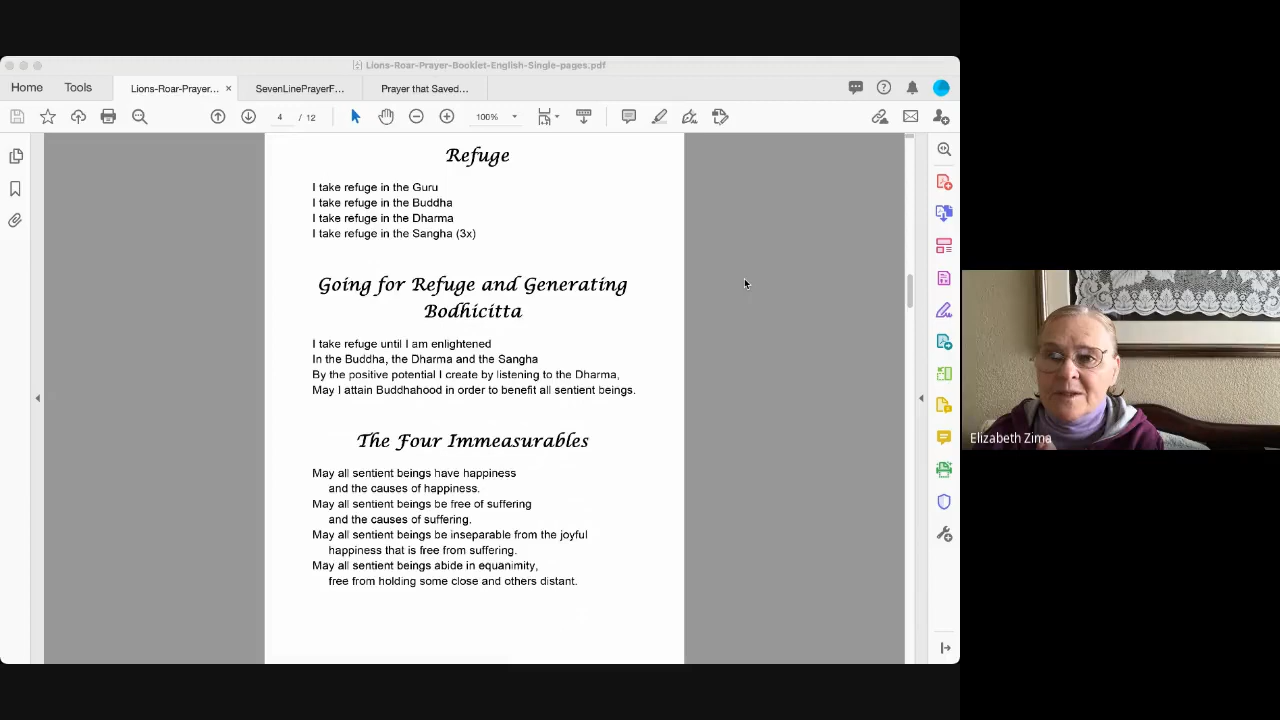 Lions-Roar-Prayer-Booklet-English-Single-pages.pdf
Home
Tools
Lions-Roar-Prayer... ×
SevenLinePrayerF...
Prayer that Saved...
4 / 12
100%
Refuge
I take refuge in the Guru
I take refuge in the Buddha
I take refuge in the Dharma
I take refuge in the Sangha (3x)
Going for Refuge and Generating
Bodhicitta
I take refuge until I am enlightened
In the Buddha, the Dharma and the Sangha
By the positive potential I create by listening to the Dharma,
May I attain Buddhahood in order to benefit all sentient beings.
The Four Immeasurables
May all sentient beings have happiness
and the causes of happiness.
May all sentient beings be free of suffering
and the causes of suffering.
May all sentient beings be inseparable from the joyful
happiness that is free from suffering.
May all sentient beings abide in equanimity,
free from holding some close and others distant.
Elizabeth Zima